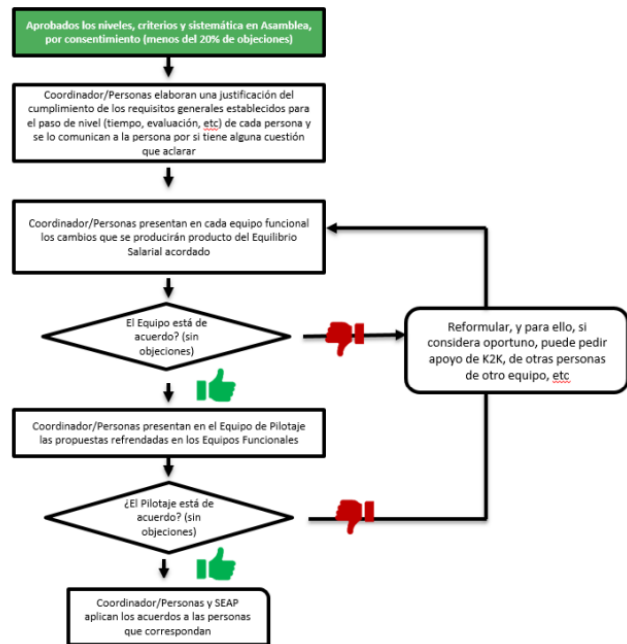 Aprobados los niveles, criterios y sistemática en Asamblea,
por consentimiento (menos del 20% de objeciones)
Coordinador/Personas elaboran una justificación del
cumplimiento de los requisitos generales establecidos para
el paso de nivel (tiempo, evaluación, etc) de cada persona y
se lo comunican a la persona por si tiene alguna cuestión
que aclarar
Coordinador/Personas presentan en cada equipo funcional
los cambios que se producirán producto del Equilibrio
Salarial acordado
El Equipo está de
acuerdo? (sin
objeciones)
Reformular, y para ello, si
considera oportuno, puede pedir
apoyo de K2K, de otras personas
de otro equipo, etc
Coordinador/Personas presentan en el Equipo de Pilotaje
las propuestas refrendadas en los Equipos Funcionales
¿El Pilotaje está de
acuerdo? (sin
objeciones)
Coordinador/Personas y SEAP
aplican los acuerdos a las personas
que correspondan